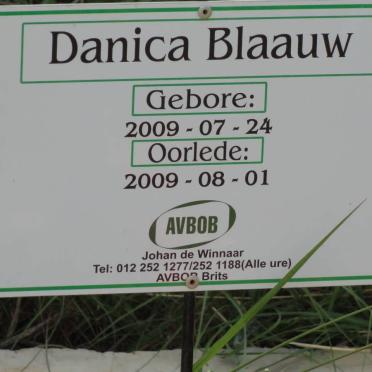 Danica Blaauw
Gebore:
2009 - 07 - 24
Oorlede:
2009 - 08 - 01
AVBOB
Johan de Winnaar
Tel: 012 252 1277/252 1188(Alle ure)
AVBOB Brits